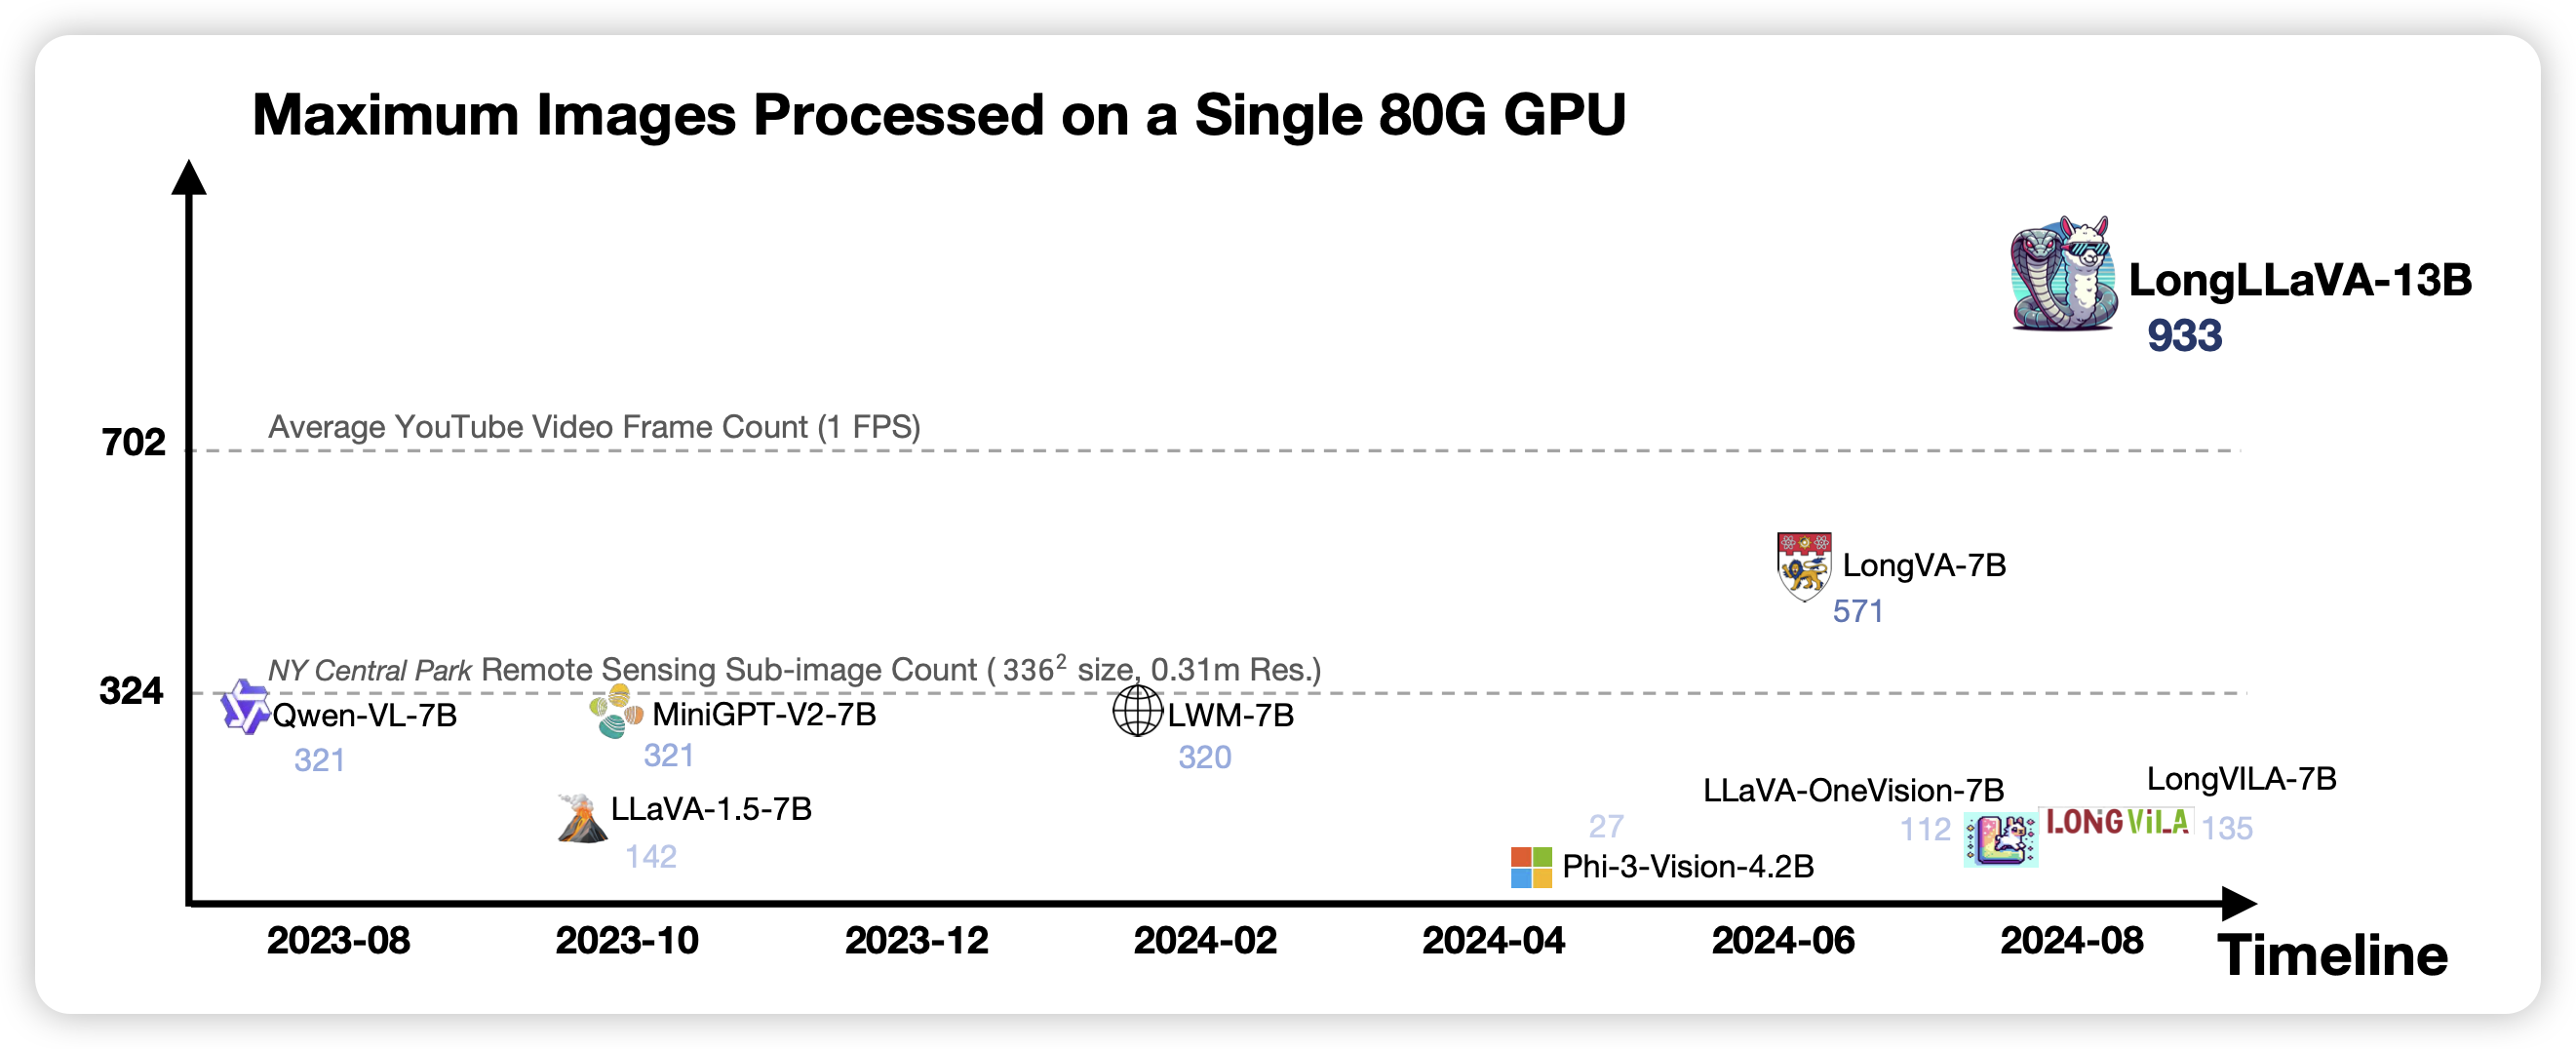 Maximum Images Processed on a Single 80G GPU
LongLLaVA-13B
933
Average YouTube Video Frame Count (1 FPS)
702
LongVA-7B
571
NY Central Park Remote Sensing Sub-image Count ( 336² size, 0.31m Res.)
324
Qwen-VL-7B
321
MiniGPT-V2-7B
321
LWM-7B
320
LLaVA-1.5-7B
142
27
Phi-3-Vision-4.2B
LLaVA-OneVision-7B
112
LongVILA-7B
LONG ViLA
135
2023-08 2023-10 2023-12 2024-02 2024-04 2024-06 2024-08
Timeline